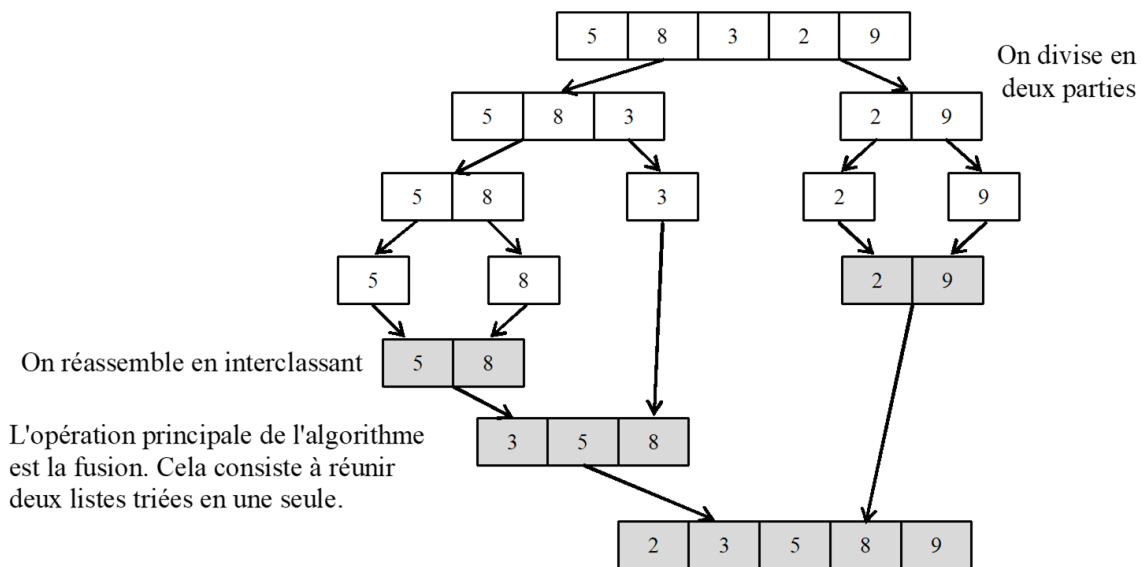 5 8 3 2 9
On divise en
deux parties
5 8 3
2 9
5 8
3
2
9
5
8
2 9
On réassemble en interclassant
5 8
L'opération principale de l'algorithme
est la fusion. Cela consiste à réunir
deux listes triées en une seule.
3 5 8
2 3 5 8 9